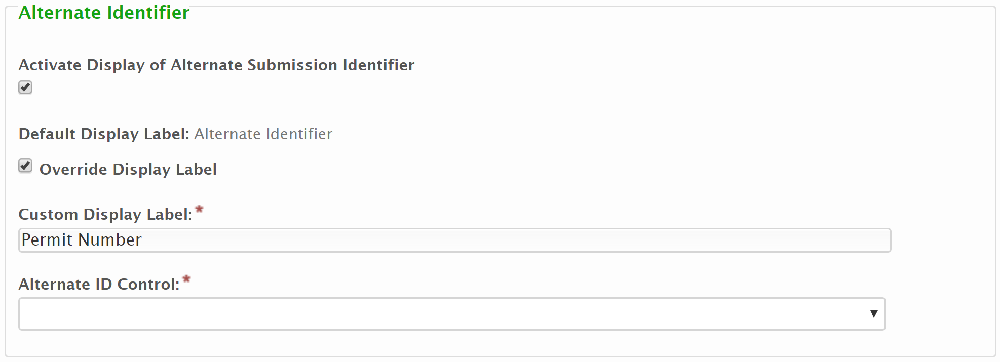 Alternate Identifier
Activate Display of Alternate Submission Identifier
Default Display Label: Alternate Identifier
Override Display Label
Custom Display Label:*
Permit Number
Alternate ID Control:*